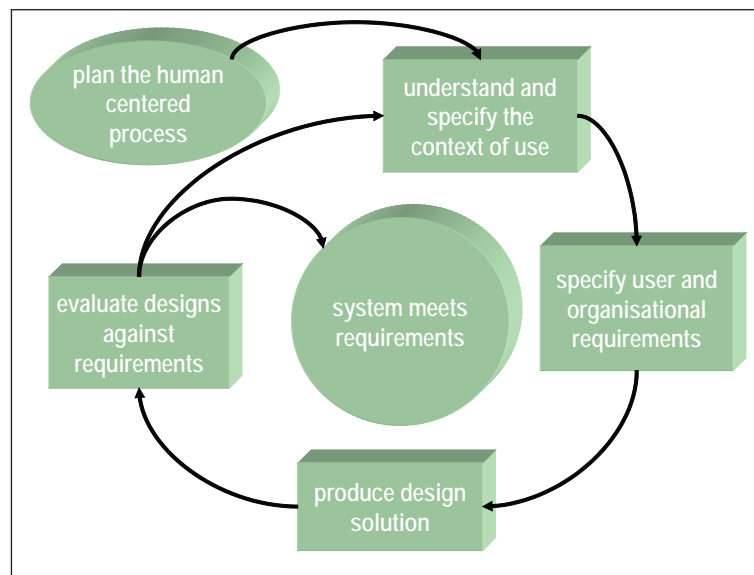 plan the human
centered
process
understand and
specify the
context of use
specify user and
organisational
requirements
produce design
solution
evaluate designs
against
requirements
system meets
requirements